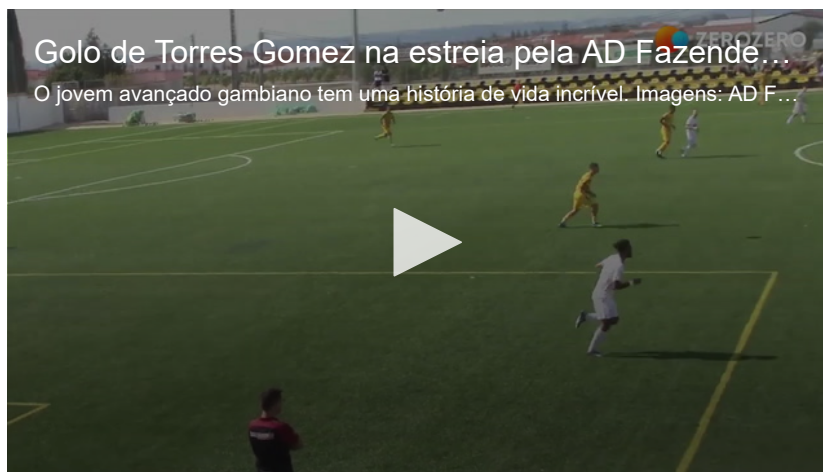 Golo de Torres Gomez na estreia pela AD Fazende...
ZEROZERO
O jovem avançado gambiano tem uma história de vida incrível. Imagens: AD F...